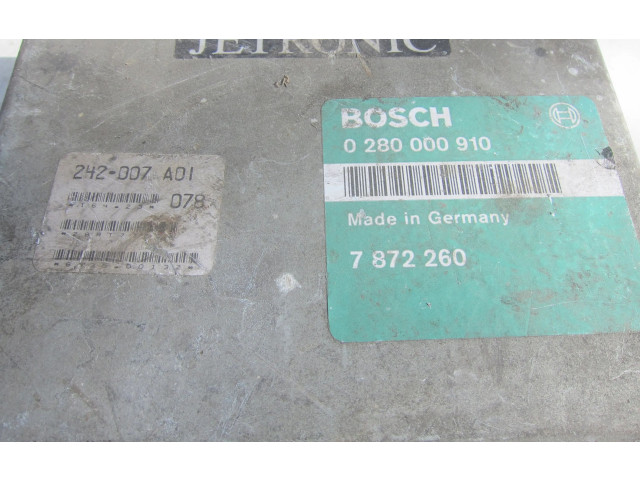 JETRONIC
BOSCH
0 280 000 910
Made in Germany
7 872 260
242-007 A01
078